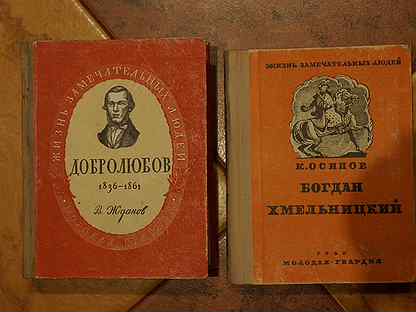 ЖИЗНЬ ЗАМЕЧАТЕЛЬНЫХ ЛЮДЕЙ
ДОБРОЛЮБОВ
1836–1861
В. Жданов
ЖИЗНЬ ЗАМЕЧАТЕЛЬНЫХ ЛЮДЕЙ
К. ОСИПОВ
БОГДАН
ХМЕЛЬНИЦКИЙ
МОЛОДАЯ ГВАРДИЯ